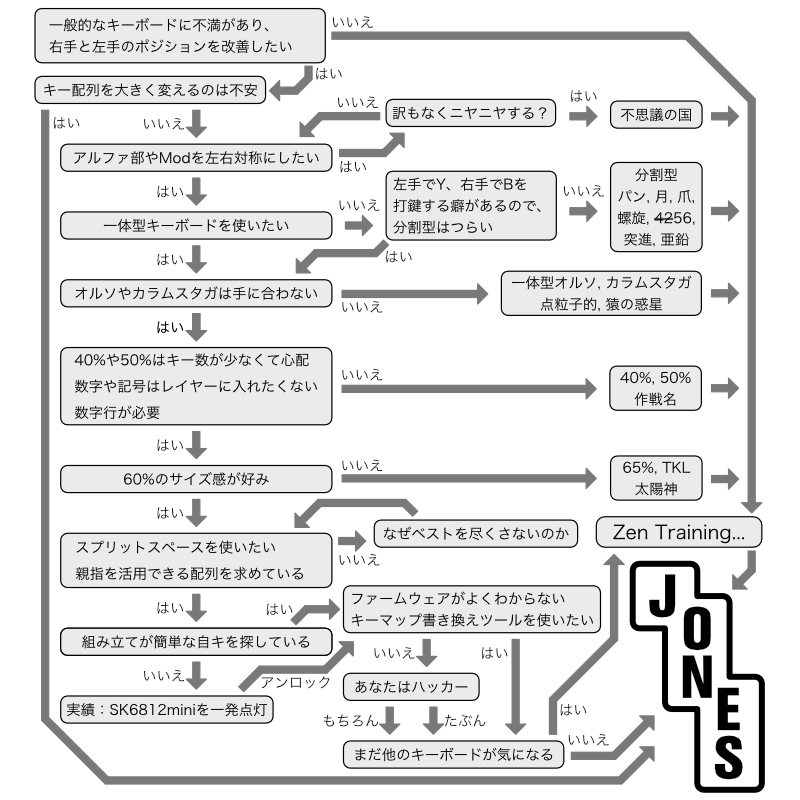 一般的なキーボードに不満があり、
右手と左手のポジションを改善したい
いいえ
はい
キー配列を大きく変えるのは不安
はい
いいえ
いいえ
訳もなくニヤニヤする？
はい
不思議の国
アルファ部やModを左右対称にしたい
はい
はい
左手でY、右手でBを
打鍵する癖があるので、
分割型はつらい
いいえ
分割型
パン, 月, 爪,
螺旋, 4256,
突進, 亜鉛
一体型キーボードを使いたい
いいえ
はい
はい
オルソやカラムスタガは手に合わない
いいえ
一体型オルソ, カラムスタガ
点粒子的, 猿の惑星
はい
40%や50%はキー数が少なくて心配
数字や記号はレイヤーに入れたくない
数字行が必要
いいえ
40%, 50%
作戦名
はい
60%のサイズ感が好み
いいえ
65%, TKL
太陽神
はい
スプリットスペースを使いたい
親指を活用できる配列を求めている
いいえ
なぜベストを尽くさないのか
Zen Training...
はい
はい
ファームウェアがよくわからない
キーマップ書き換えツールを使いたい
組み立てが簡単な自キを探している
いいえ
アンロック
いいえ
はい
実績：SK6812miniを一発点灯
あなたはハッカー
もちろん
たぶん
はい
まだ他のキーボードが気になる
いいえ
JONES